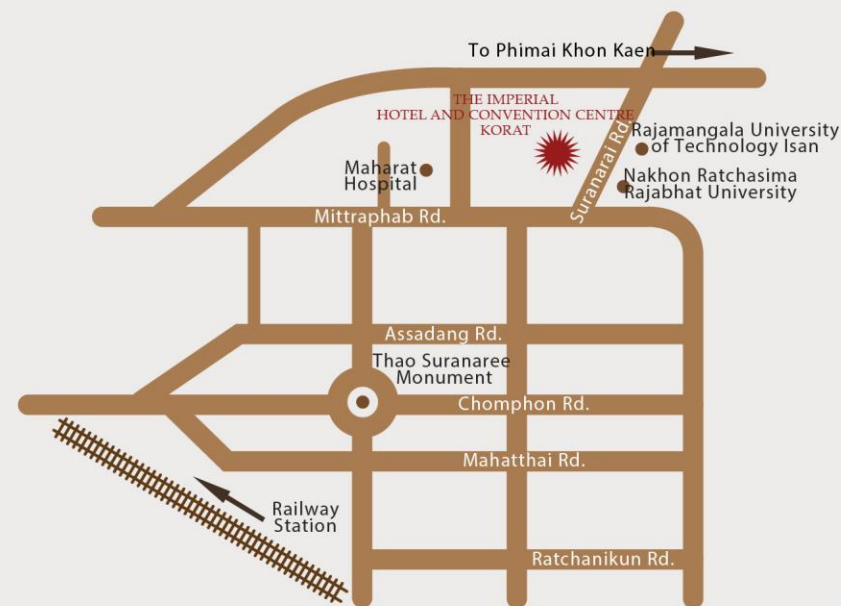 To Phimai Khon Kaen
THE IMPERIAL
HOTEL AND CONVENTION CENTRE
KORAT
Suranarai Rd.
Rajamangala University
of Technology Isan
Maharat
Hospital
Nakhon Ratchasima
Rajabhat University
Mittraphab Rd.
Assadang Rd.
Thao Suranaree
Monument
Chomphon Rd.
Mahatthai Rd.
Railway
Station
Ratchanikun Rd.